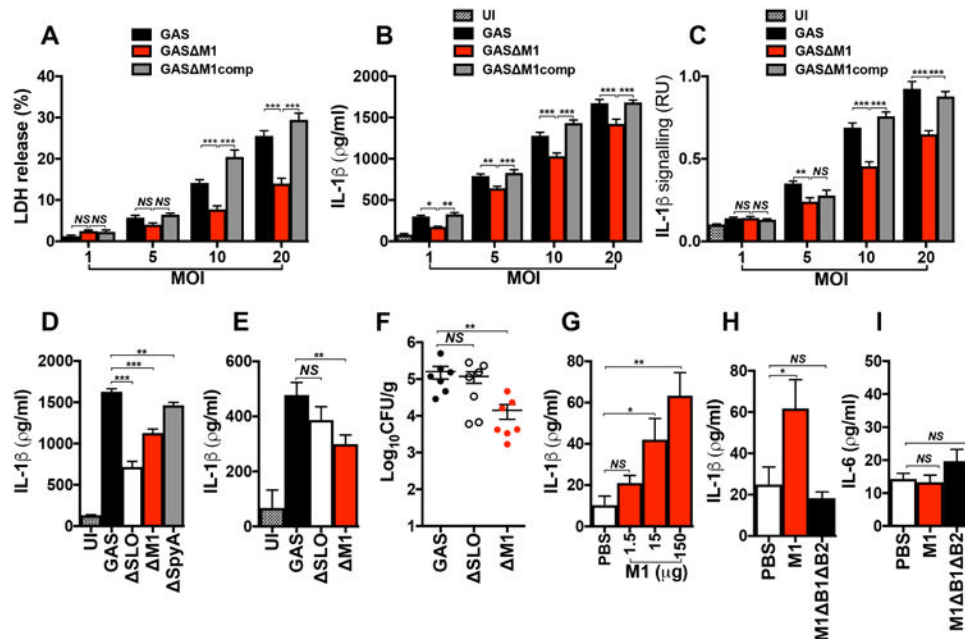 A
GAS
GASΔM1
GASΔM1comp
LDH release (%)
40
30
20
10
0
*** ***
*** ***
NS NS
NS NS
1 5 10 20
MOI
B
UI
GAS
GASΔM1
GASΔM1comp
IL-1β (ρg/ml)
2000
1500
1000
500
0
*** ***
*** ***
** ***
* **
1 5 10 20
MOI
C
UI
GAS
GASΔM1
GASΔM1comp
IL-1β signalling (RU)
1.0
0.5
0.0
*** ***
*** ***
** NS
NS NS
1 5 10 20
MOI
D
IL-1β (ρg/ml)
2000
1500
1000
500
0
**
***
***
UI
GAS
ΔSLO
ΔM1
ΔSpyA
E
IL-1β (ρg/ml)
600
400
200
0
**
NS
UI
GAS
ΔSLO
ΔM1
F
Log10CFU/g
6
5
4
3
2
1
**
NS
GAS
ΔSLO
ΔM1
G
IL-1β (ρg/ml)
80
60
40
20
0
**
*
NS
PBS
1.5
15
150
M1 (μg)
H
IL-1β (ρg/ml)
80
60
40
20
0
NS
*
PBS
M1
M1ΔB1ΔB2
I
IL-6 (ρg/ml)
50
40
30
20
10
0
NS
NS
PBS
M1
M1ΔB1ΔB2